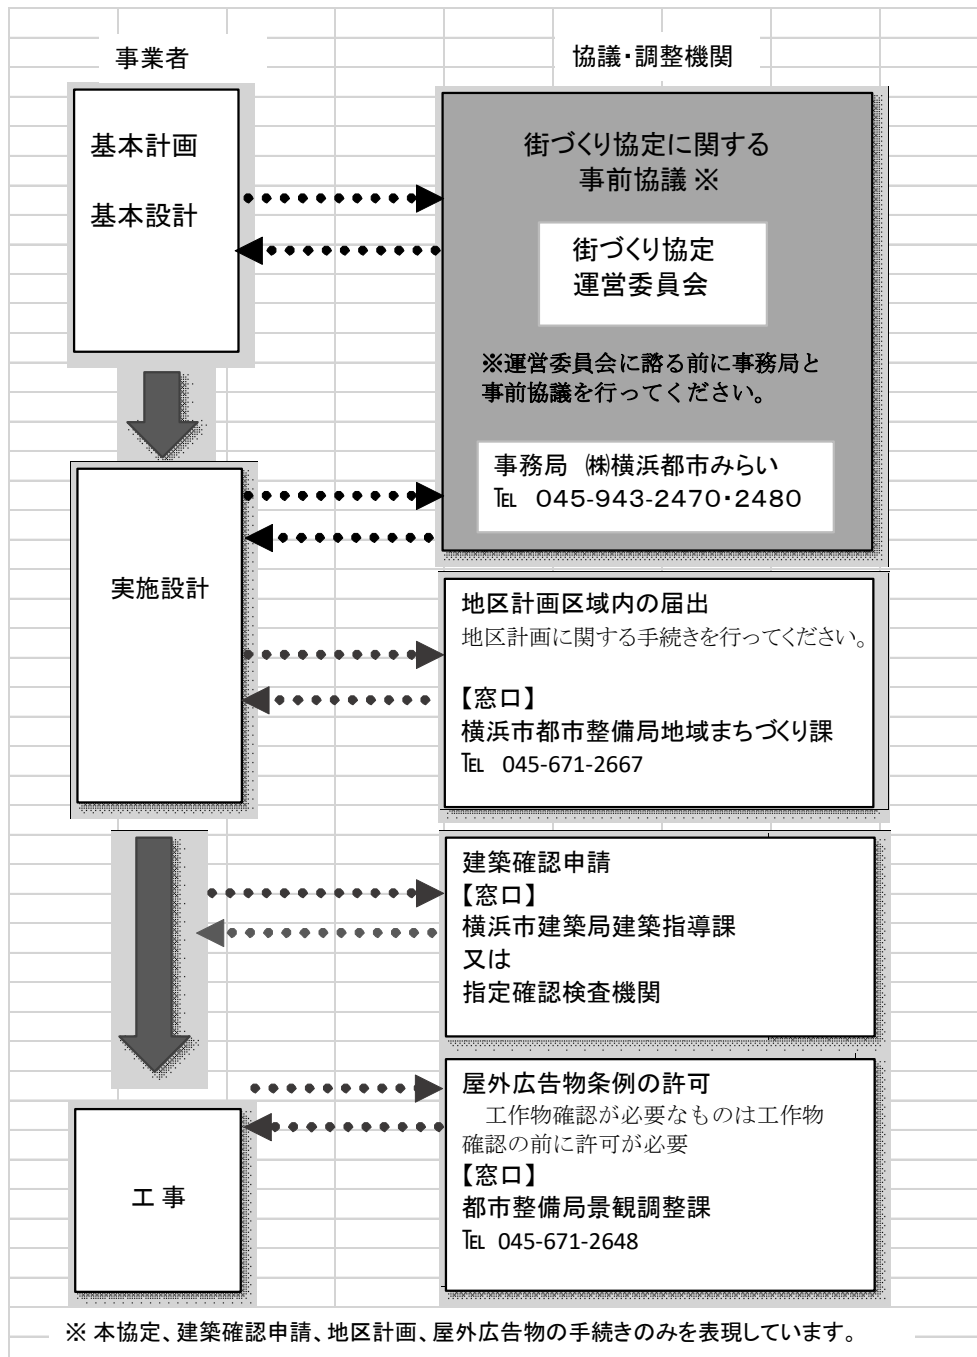 事業者
協議・調整機関
基本計画
基本設計
街づくり協定に関する
事前協議※
街づくり協定
運営委員会
※運営委員会に諮る前に事務局と
事前協議を行ってください。
事務局 ㈱横浜都市みらい
℡ 045-943-2470・2480
実施設計
地区計画区域内の届出
地区計画に関する手続きを行ってください。
【窓口】
横浜市都市整備局地域まちづくり課
℡ 045-671-2667
建築確認申請
【窓口】
横浜市建築局建築指導課
又は
指定確認検査機関
屋外広告物条例の許可
工作物確認が必要なものは工作物
確認の前に許可が必要
【窓口】
都市整備局景観調整課
℡ 045-671-2648
工 事
※ 本協定、建築確認申請、地区計画、屋外広告物の手続きのみを表現しています。